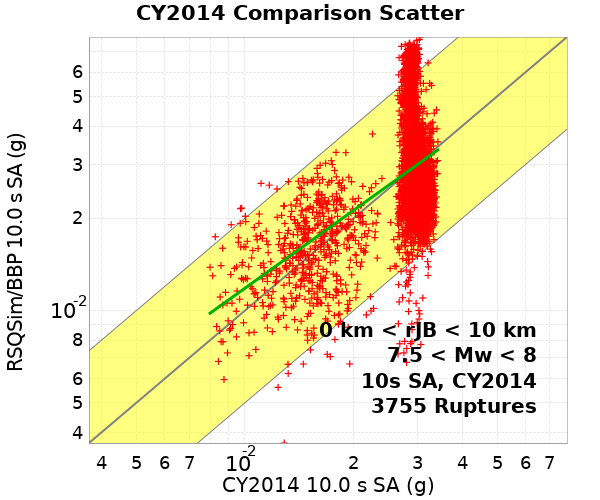 CY2014 Comparison Scatter
RSQSim/BBP 10.0 s SA (g)
6
5
4
3
2
10-2
8
6
5
4
0 km < rJB < 10 km
7.5 < Mw < 8
10s SA, CY2014
3755 Ruptures
4 5 6 7 10-2 2 3 4 5 6 7
CY2014 10.0 s SA (g)